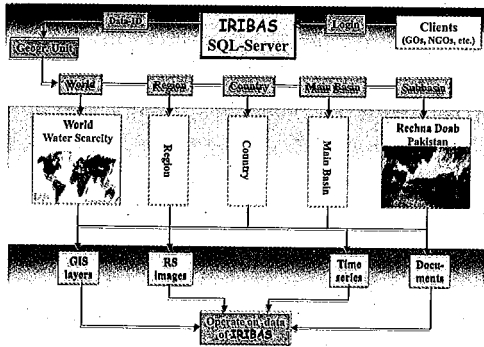 Data-ID
IRIBAS
SQL-Server
Login
Clients
(GOs, NGOs, etc.)
Geogr. Unit
World
Region
Country
Main Basin
Subbasin
World
Water Scarcity
Region
Country
Main Basin
Rechna Doab
Pakistan
GIS
layers
RS
images
Time
series
Docu-
ments
Operate on data
of IRIBAS